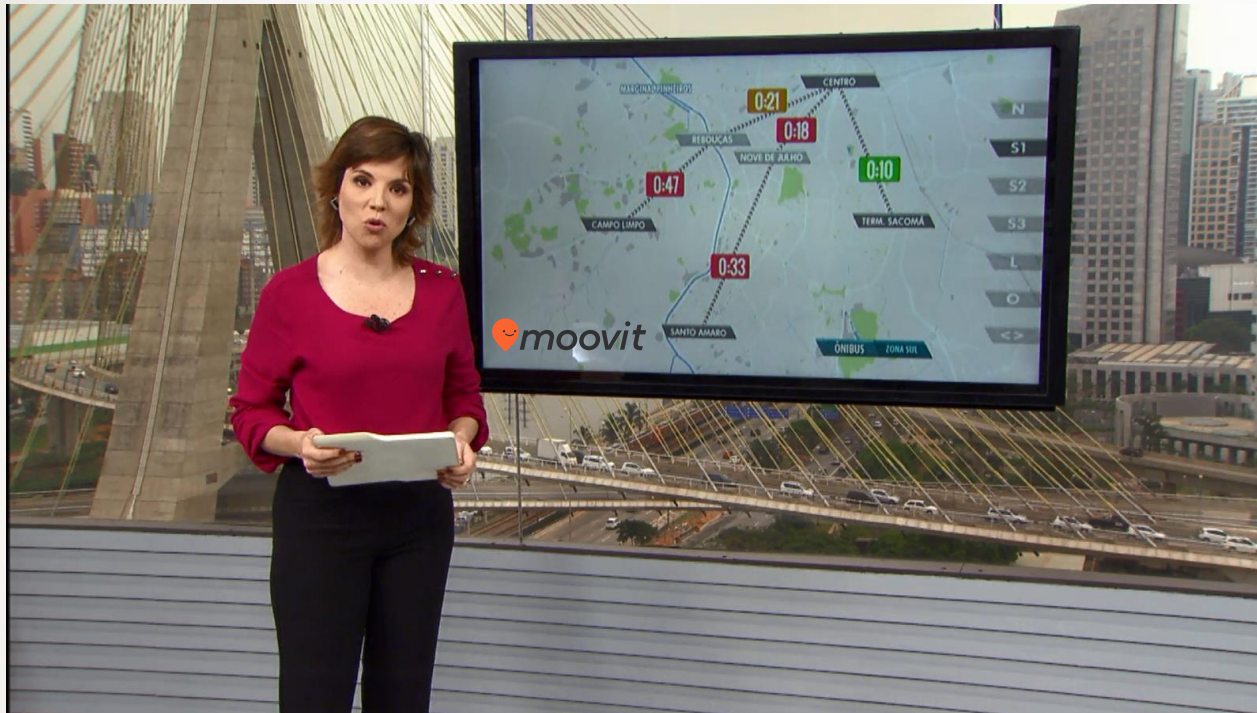 CENTRO
MARGINAL PINHEIROS
0:21
N
0:18
REBOUÇAS
S1
NOVE DE JULHO
0:10
0:47
S2
CAMPO LIMPO
TERM. SACOMÃ
S3
0:33
L
O
moovit
SANTO AMARO
<>
ÔNIBUS ZONA SUL